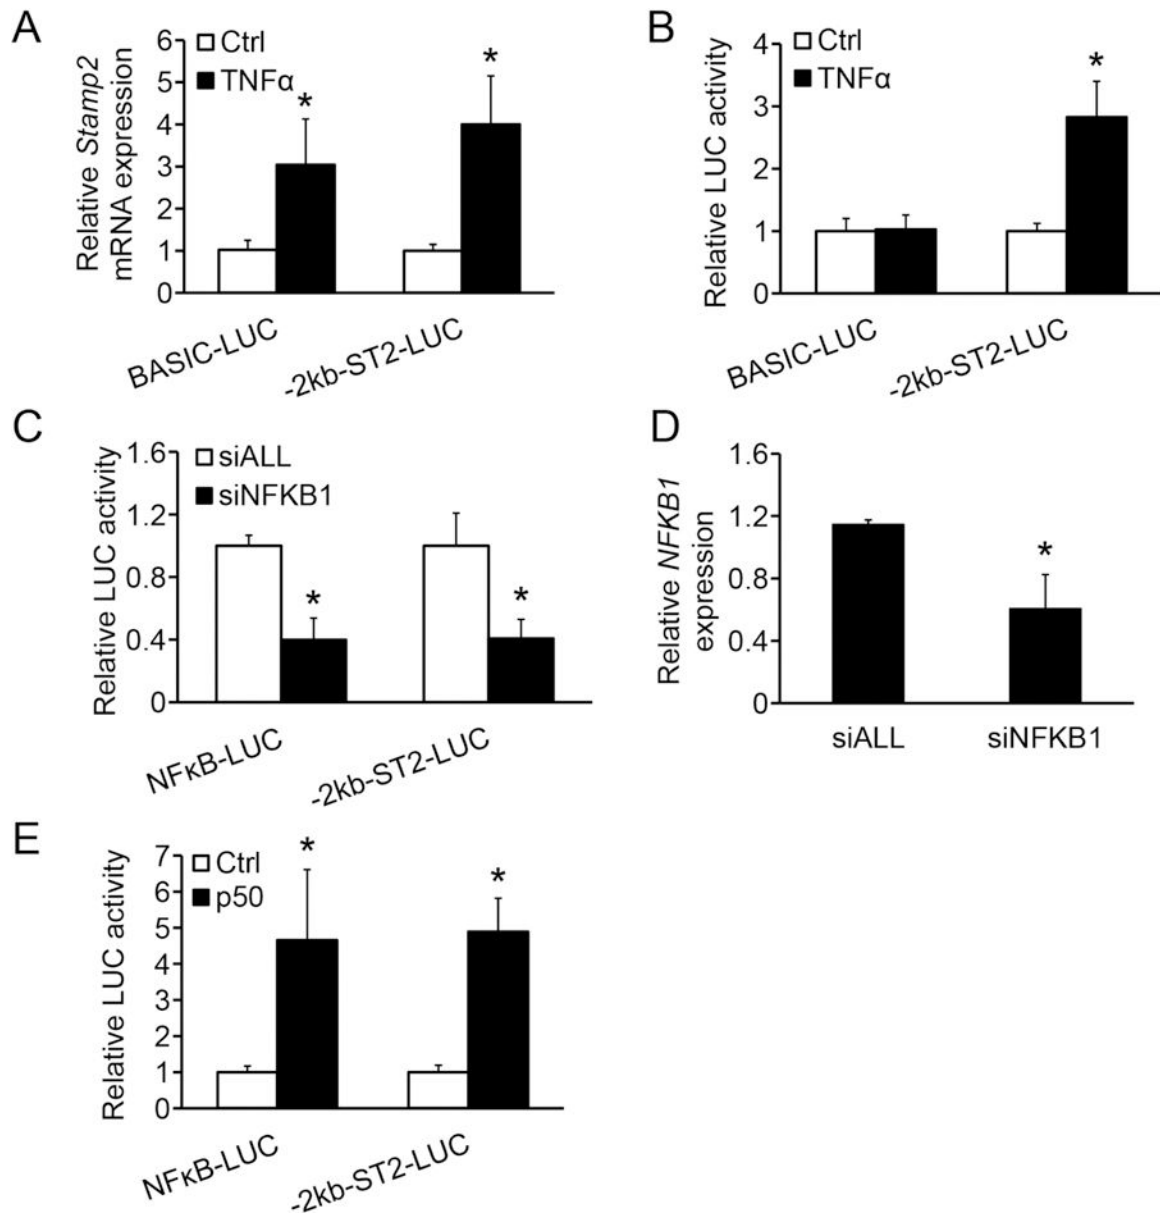 A
Relative Stamp2
mRNA expression
6
5
4
3
2
1
0
Ctrl
TNFα
*
*
BASIC-LUC
-2kb-ST2-LUC
B
Relative LUC activity
4
3
2
1
0
Ctrl
TNFα
*
BASIC-LUC
-2kb-ST2-LUC
C
Relative LUC activity
1.6
1.2
0.8
0.4
0
siALL
siNFKB1
*
*
NFκB-LUC
-2kb-ST2-LUC
D
Relative NFKB1
expression
1.6
1.2
0.8
0.4
0
*
siALL
siNFKB1
E
Relative LUC activity
7
6
5
4
3
2
1
0
Ctrl
p50
*
*
NFκB-LUC
-2kb-ST2-LUC